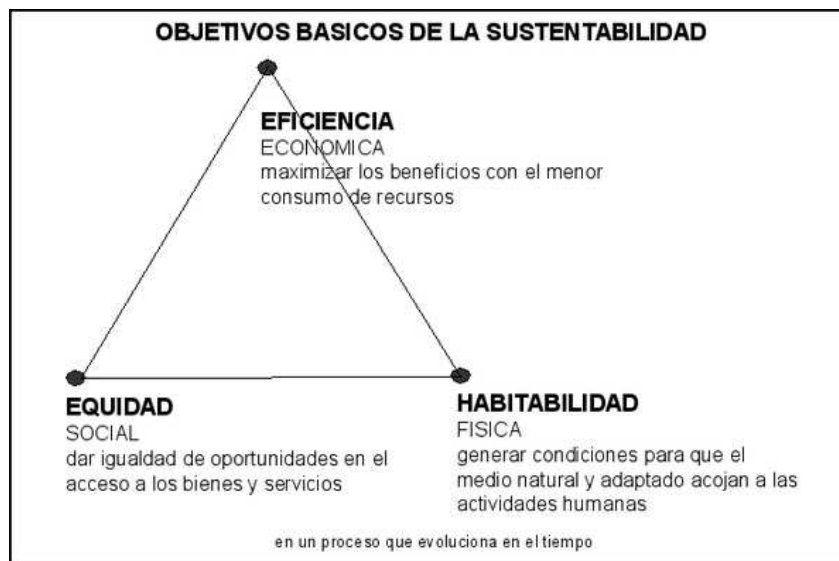 OBJETIVOS BASICOS DE LA SUSTENTABILIDAD
EFICIENCIA
ECONOMICA
maximizar los beneficios con el menor
consumo de recursos
EQUIDAD
SOCIAL
dar igualdad de oportunidades en el
acceso a los bienes y servicios
HABITABILIDAD
FISICA
generar condiciones para que el
medio natural y adaptado acojan a las
actividades humanas
en un proceso que evoluciona en el tiempo